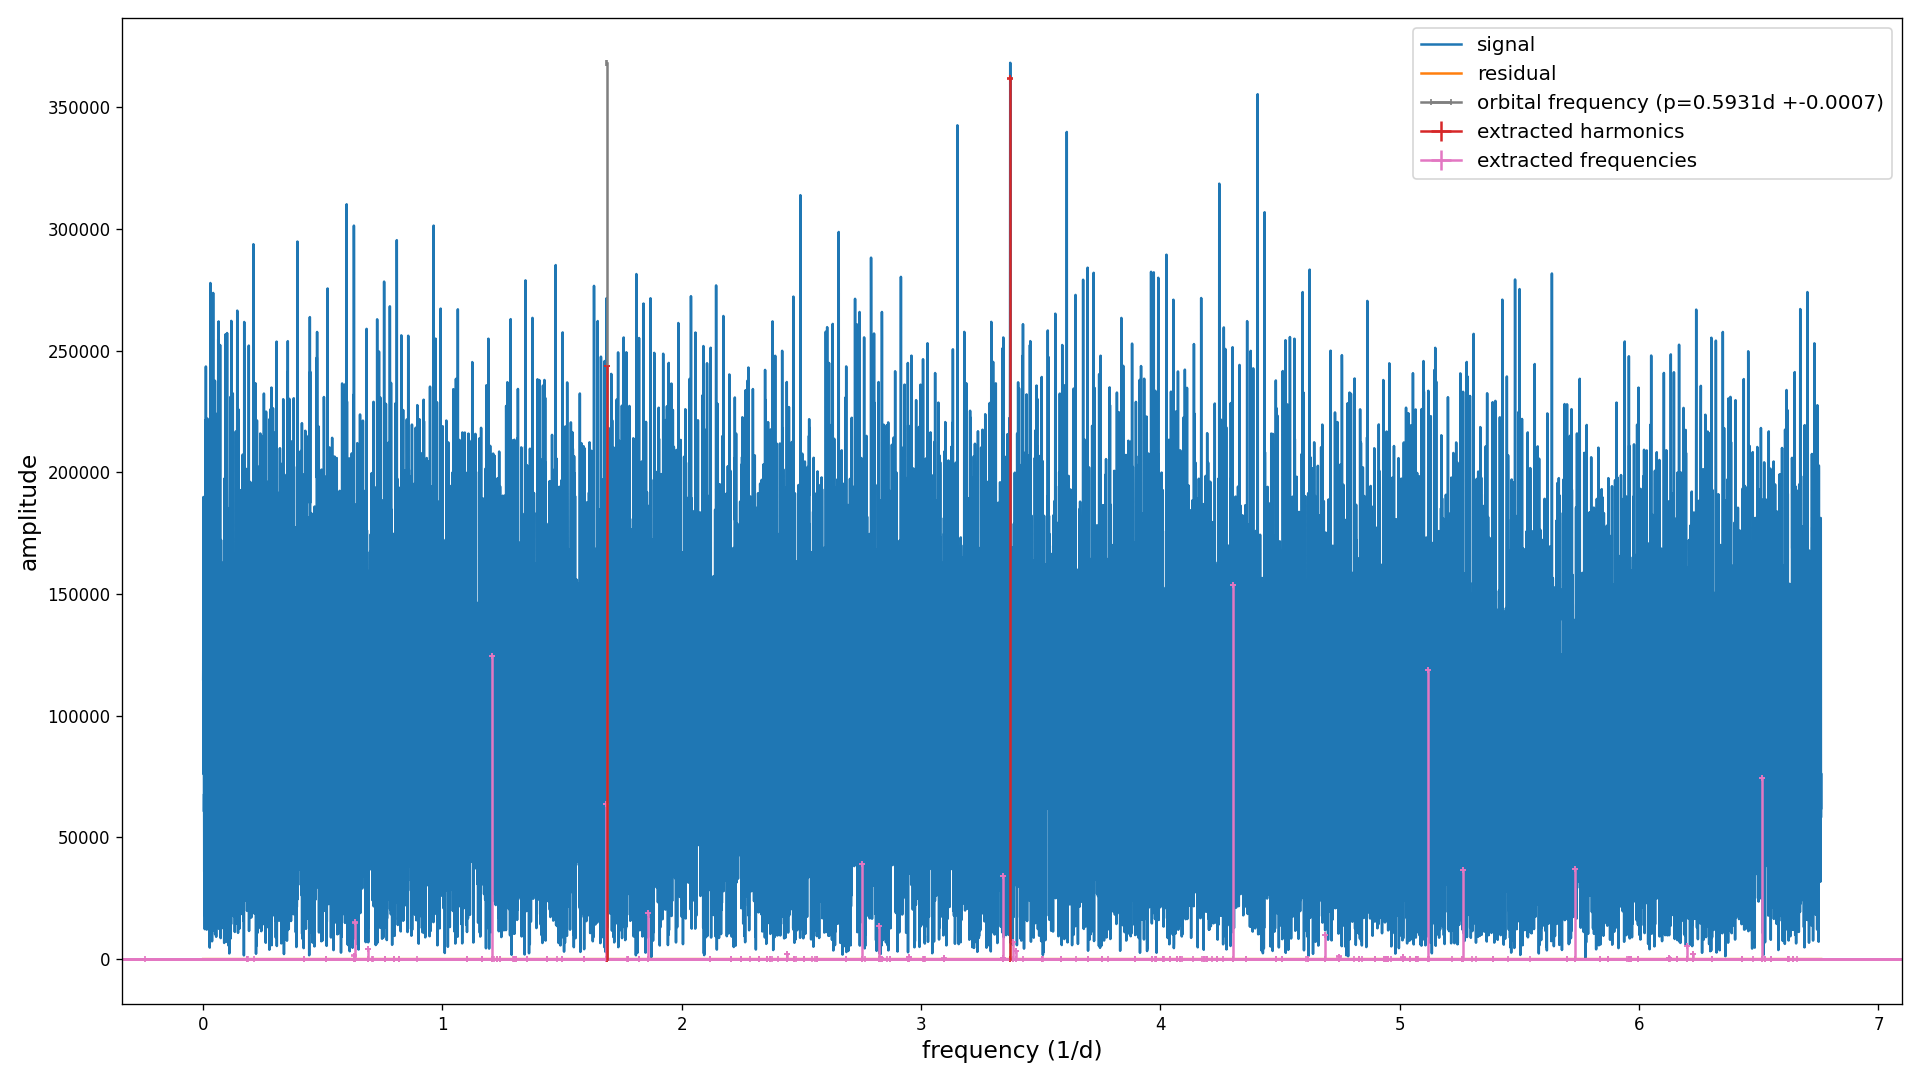 signal
residual
orbital frequency (p=0.5931d +-0.0007)
extracted harmonics
extracted frequencies
350000
300000
250000
200000
150000
100000
50000
0
amplitude
0 1 2 3 4 5 6 7
frequency (1/d)